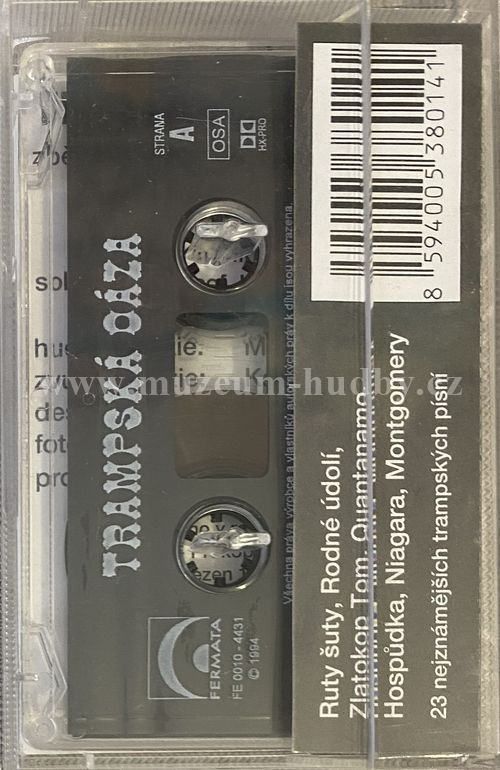 TRAMPSKÁ OÁZA
STRANA
A
OSA
HX-PRO
FERMATA
FE 0010 - 4431
© 1994
Všechna práva výrobce a vlastníků autorských práv k dílu jsou vyhrazena.
Ruty šuty, Rodné údolí,
Zlatokop Tom, Quantanamo,
Hospůdka, Niagara, Montgomery
23 nejznámějších trampských písní
8 594005 380141
www.muzeum-hudby.cz